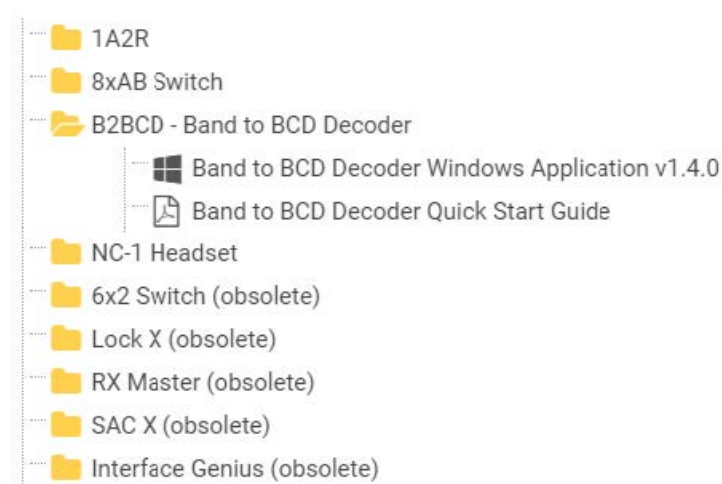 1A2R
8xAB Switch
B2BCD - Band to BCD Decoder
Band to BCD Decoder Windows Application v1.4.0
Band to BCD Decoder Quick Start Guide
NC-1 Headset
6x2 Switch (obsolete)
Lock X (obsolete)
RX Master (obsolete)
SAC X (obsolete)
Interface Genius (obsolete)